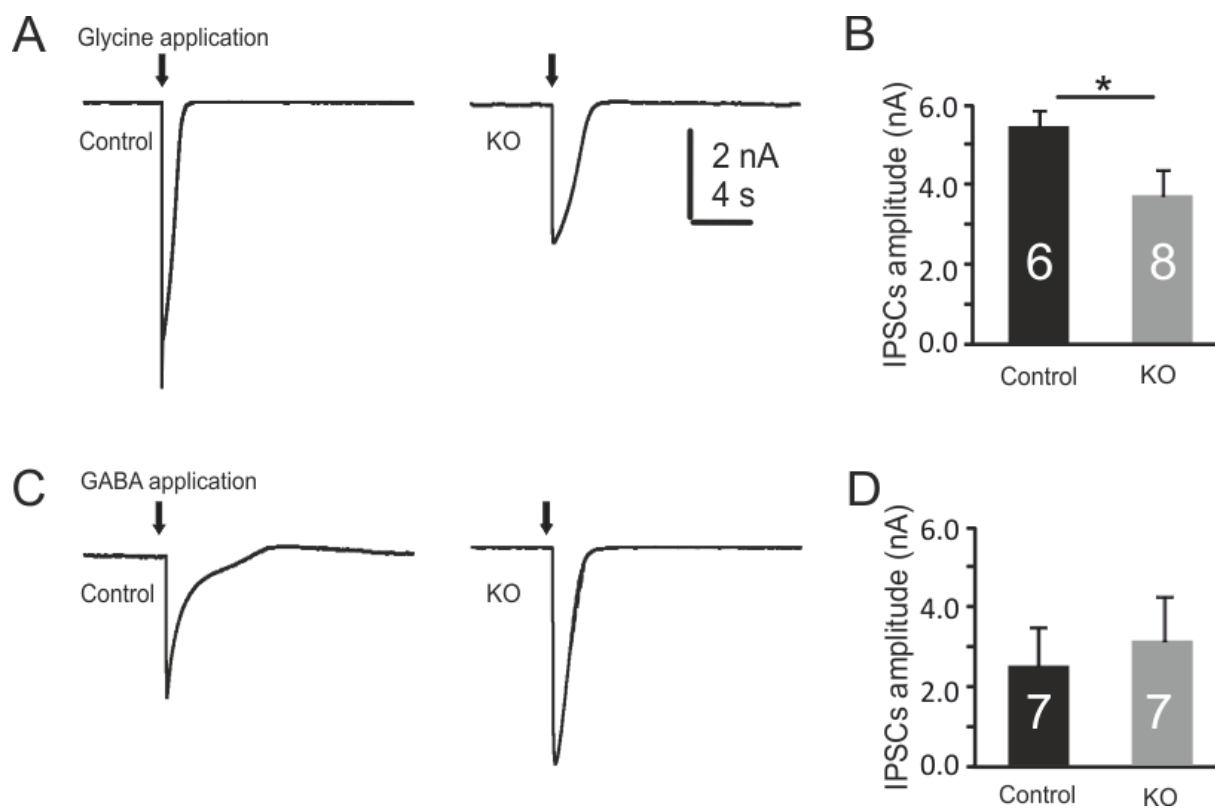 A
Glycine application
Control
KO
2 nA
4 s
B
*
IPSCs amplitude (nA)
6.0
4.0
2.0
0.0
6
8
Control
KO
C
GABA application
Control
KO
D
IPSCs amplitude (nA)
6.0
4.0
2.0
0.0
7
7
Control
KO